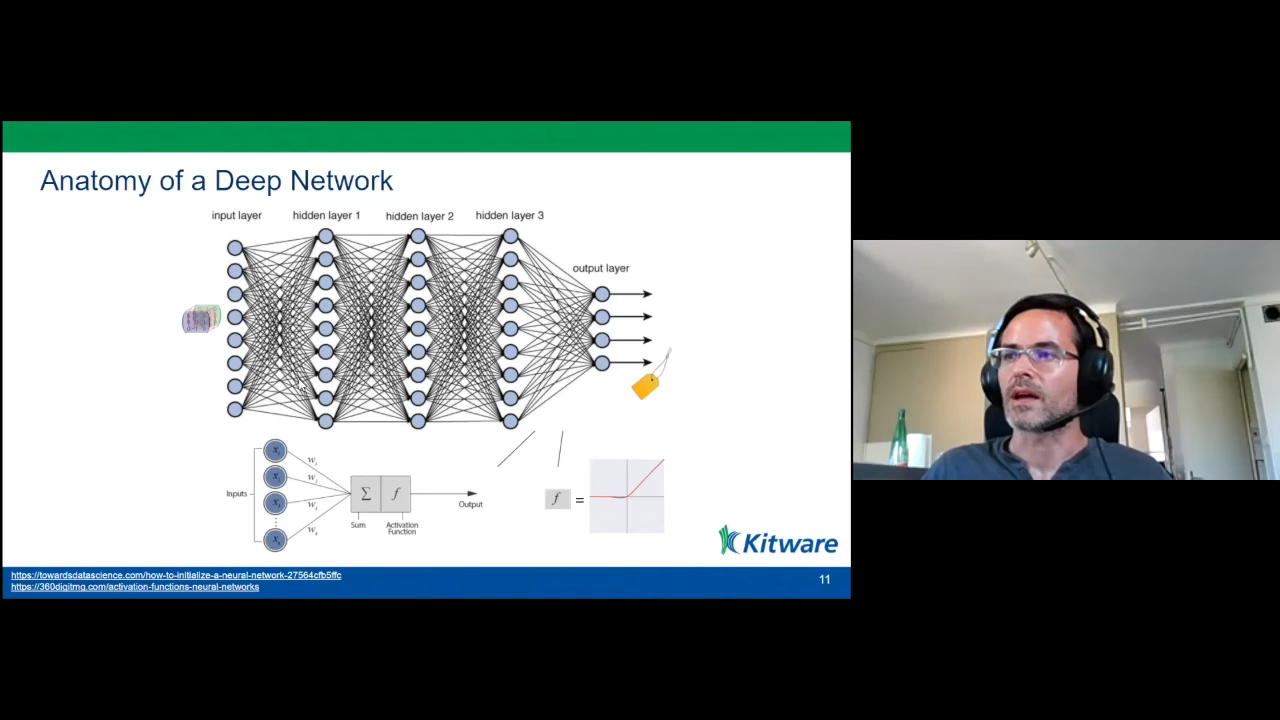 Anatomy of a Deep Network
input layer
hidden layer 1
hidden layer 2
hidden layer 3
output layer
Inputs
Σ
f
Sum
Activation
Function
Output
f =
Kitware
https://towardsdatascience.com/how-to-initialize-a-neural-network-27564cfb5ffc
https://360digitmg.com/activation-functions-neural-networks
11